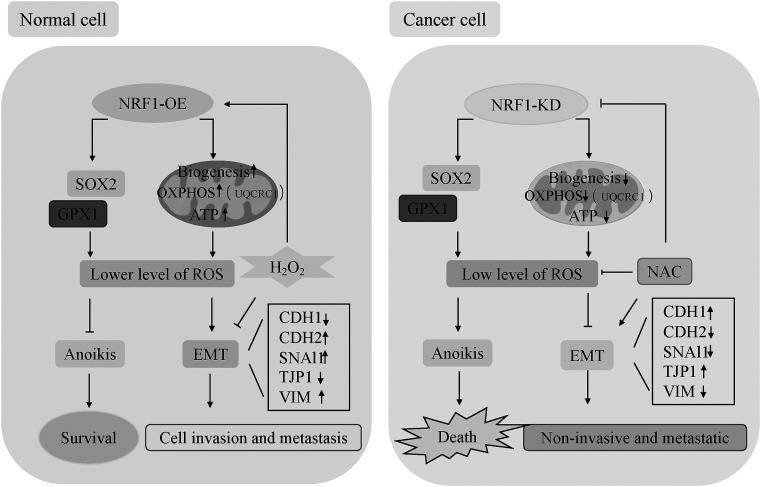 Normal cell
NRF1-OE
SOX2
GPX1
Biogenesis↑
OXPHOS↑(UQCRC1)
ATP↑
Lower level of ROS
H₂O₂
Anoikis
EMT
CDH1↓
CDH2↑
SNAI1↑
TJP1↓
VIM↑
Survival
Cell invasion and metastasis
Cancer cell
NRF1-KD
SOX2
GPX1
Biogenesis↓
OXPHOS↓(UQCRC1)
ATP↓
Low level of ROS
NAC
Anoikis
EMT
CDH1↑
CDH2↓
SNAI1↓
TJP1↑
VIM↓
Death
Non-invasive and metastatic